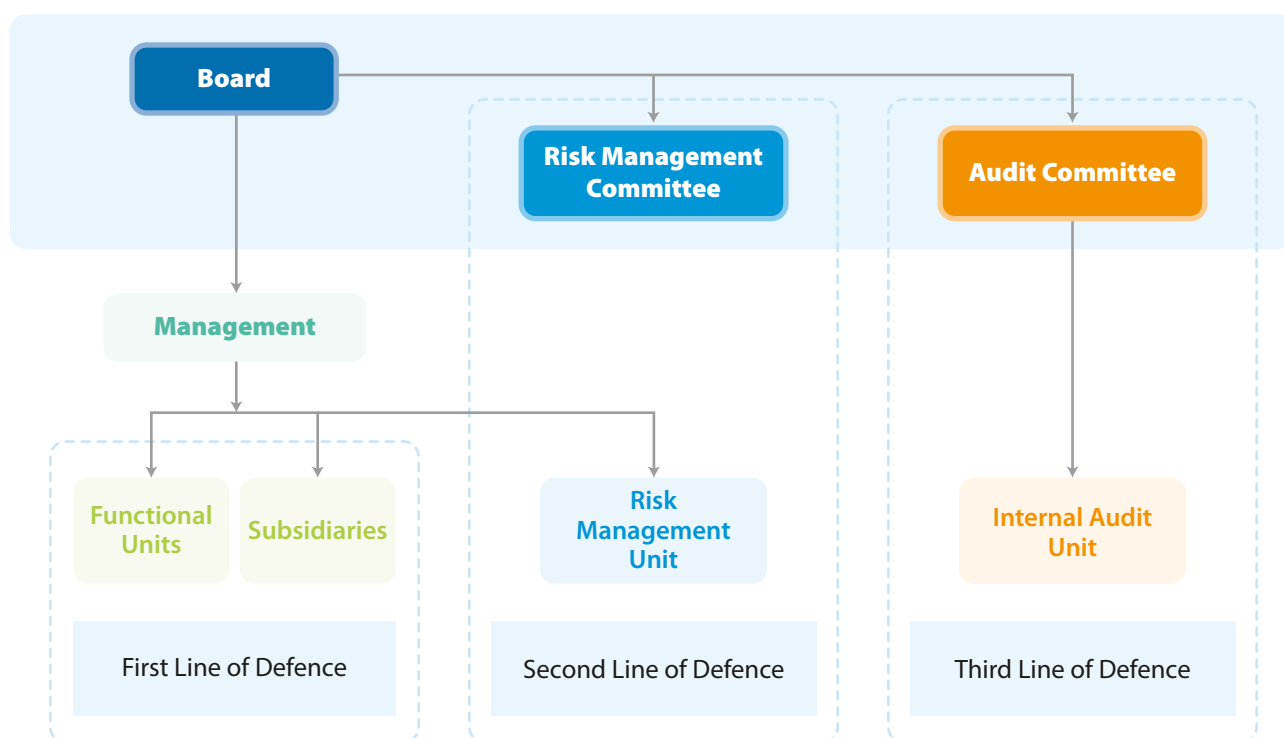 Board
Risk Management
Committee
Audit Committee
Management
Functional
Units
Subsidiaries
Risk
Management
Unit
Internal Audit
Unit
First Line of Defence
Second Line of Defence
Third Line of Defence